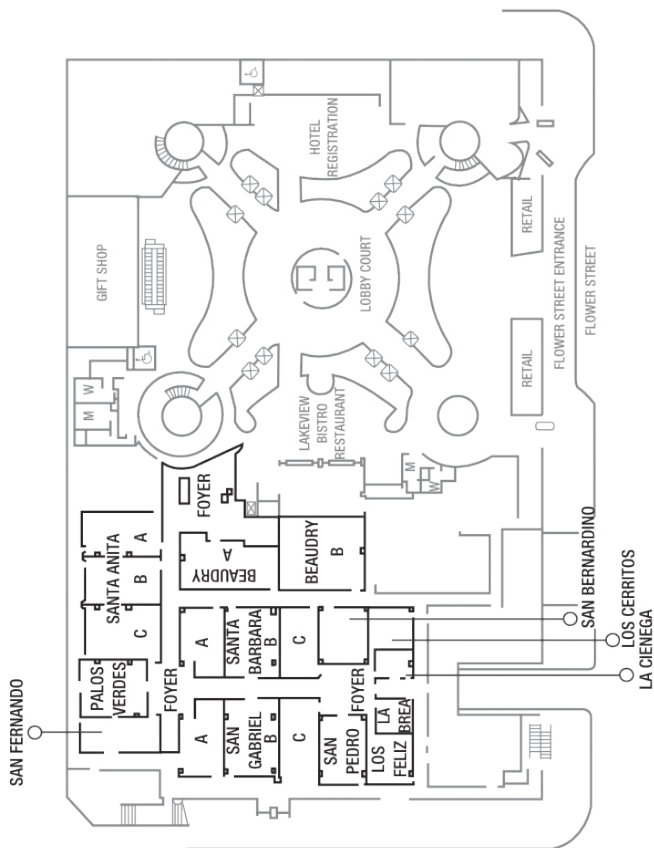 HOTEL
REGISTRATION
GIFT SHOP
LOBBY COURT
RETAIL
FLOWER STREET ENTRANCE
FLOWER STREET
RETAIL
M
W
LAKEVIEW
BISTRO
RESTAURANT
M
W
FOYER
SANTA ANITA
A
B
C
BEAUDRY
A
BEAUDRY
B
PALOS
VERDES
SAN FERNANDO
FOYER
A
SANTA
BARBARA
B
C
A
SAN
GABRIEL
B
C
FOYER
SAN
PEDRO
LA
BREA
LOS
FELIZ
SAN BERNARDINO
LOS CERRITOS
LA CIENEGA